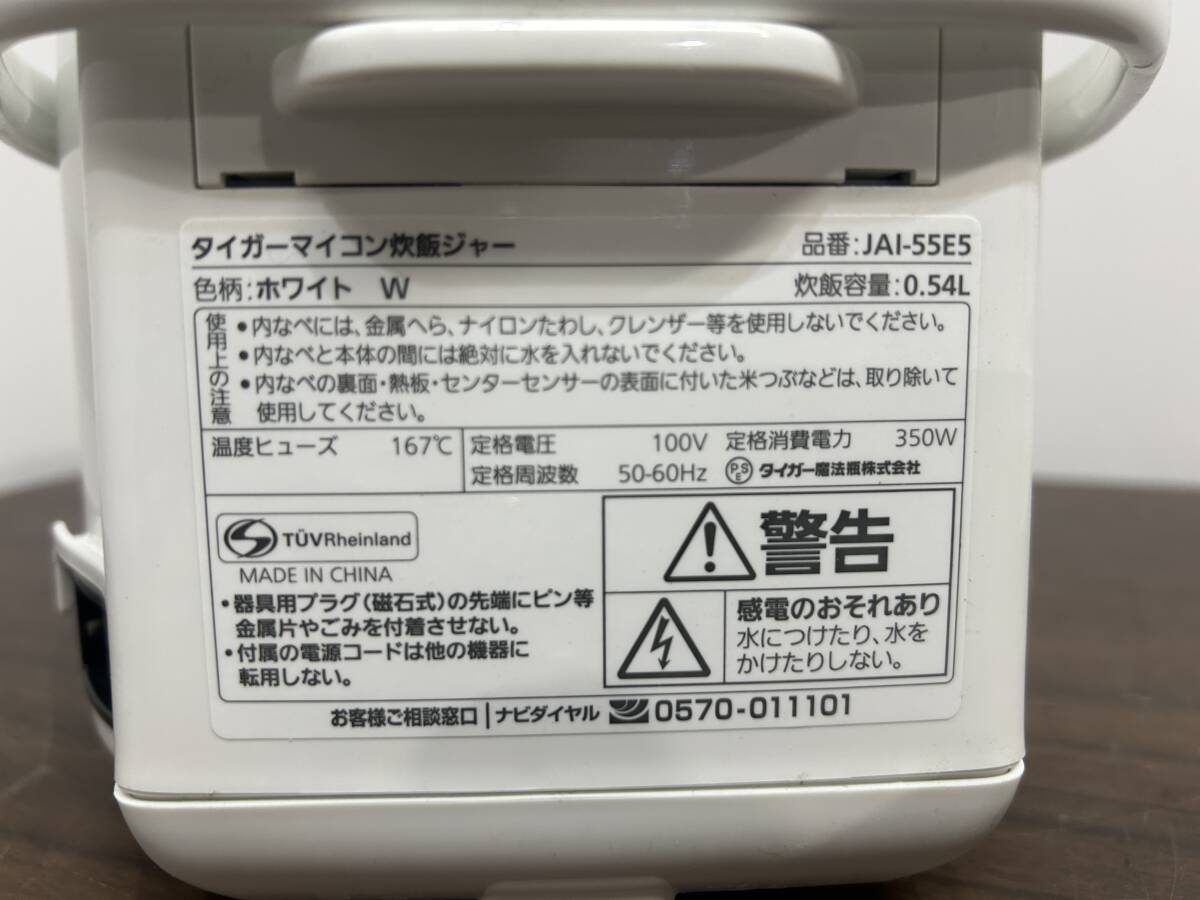 タイガーマイコン炊飯ジャー 品番:JAI-55E5
色柄:ホワイト W 炊飯容量:0.54L
使用上の注意
•内なべには、金属へら、ナイロンたわし、クレンザー等を使用しないでください。
•内なべと本体の間には絶対に水を入れないでください。
•内なべの裏面・熱板・センターセンサーの表面に付いた米つぶなどは、取り除いて
使用してください。
温度ヒューズ 167℃ 定格電圧 100V 定格消費電力 350W
定格周波数 50-60Hz PSE タイガー魔法瓶株式会社
TÜVRheinland
MADE IN CHINA
•器具用プラグ(磁石式)の先端にピン等
金属片やごみを付着させない。
•付属の電源コードは他の機器に
転用しない。
警告
感電のおそれあり
水につけたり、水を
かけたりしない。
お客様ご相談窓口 ナビダイヤル 0570-011101